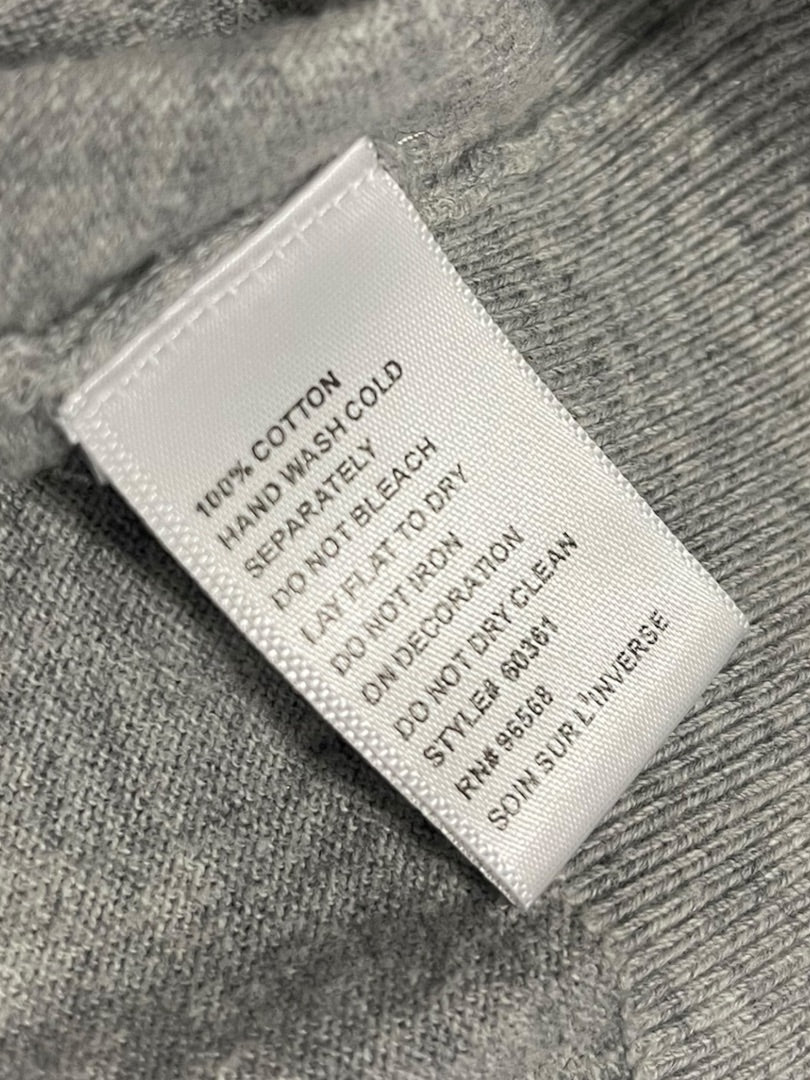 100% COTTON
HAND WASH COLD
SEPARATELY
DO NOT BLEACH
LAY FLAT TO DRY
DO NOT IRON
ON DECORATION
DO NOT DRY CLEAN
STYLE# 60361
RN# 96568
SOIN SUR L'INVERSE